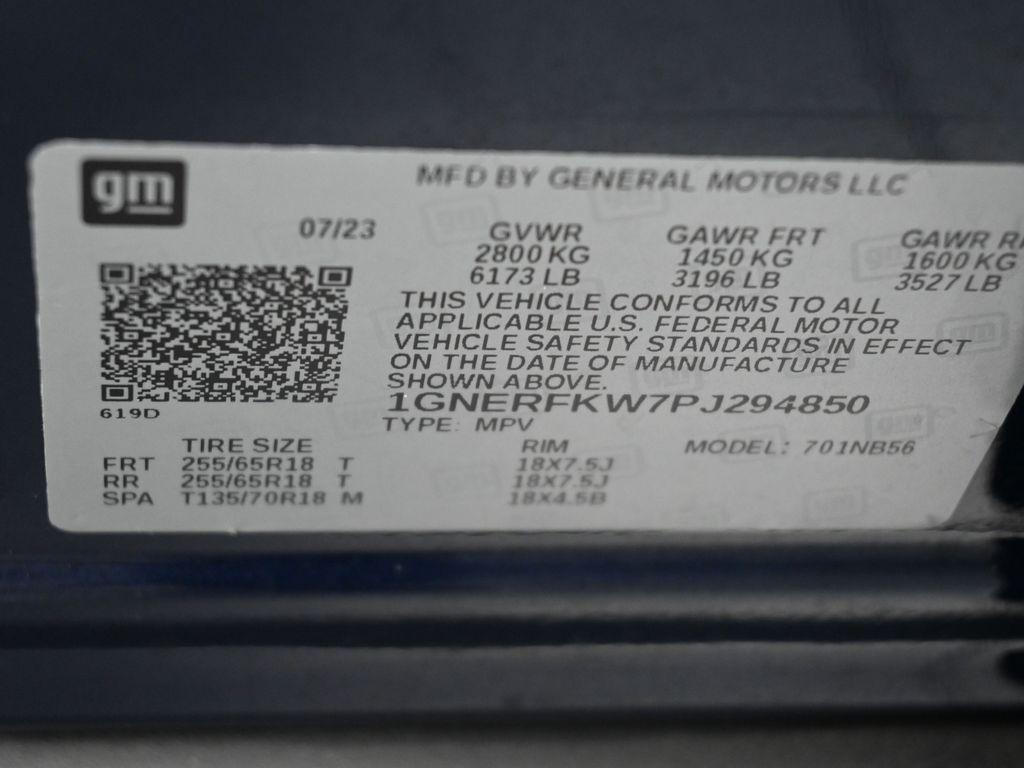 gm
MFD BY GENERAL MOTORS LLC
07/23 GVWR GAWR FRT GAWR
2800 KG 1450 KG 1600 KG
6173 LB 3196 LB 3527 LB
THIS VEHICLE CONFORMS TO ALL
APPLICABLE U.S. FEDERAL MOTOR
VEHICLE SAFETY STANDARDS IN EFFECT
ON THE DATE OF MANUFACTURE
SHOWN ABOVE.
1GNERFKW7PJ294850
619D
TYPE: MPV
TIRE SIZE RIM MODEL: 701NB56
FRT 255/65R18 T 18X7.5J
RR 255/65R18 T 18X7.5J
SPA T135/70R18 M 18X4.5B